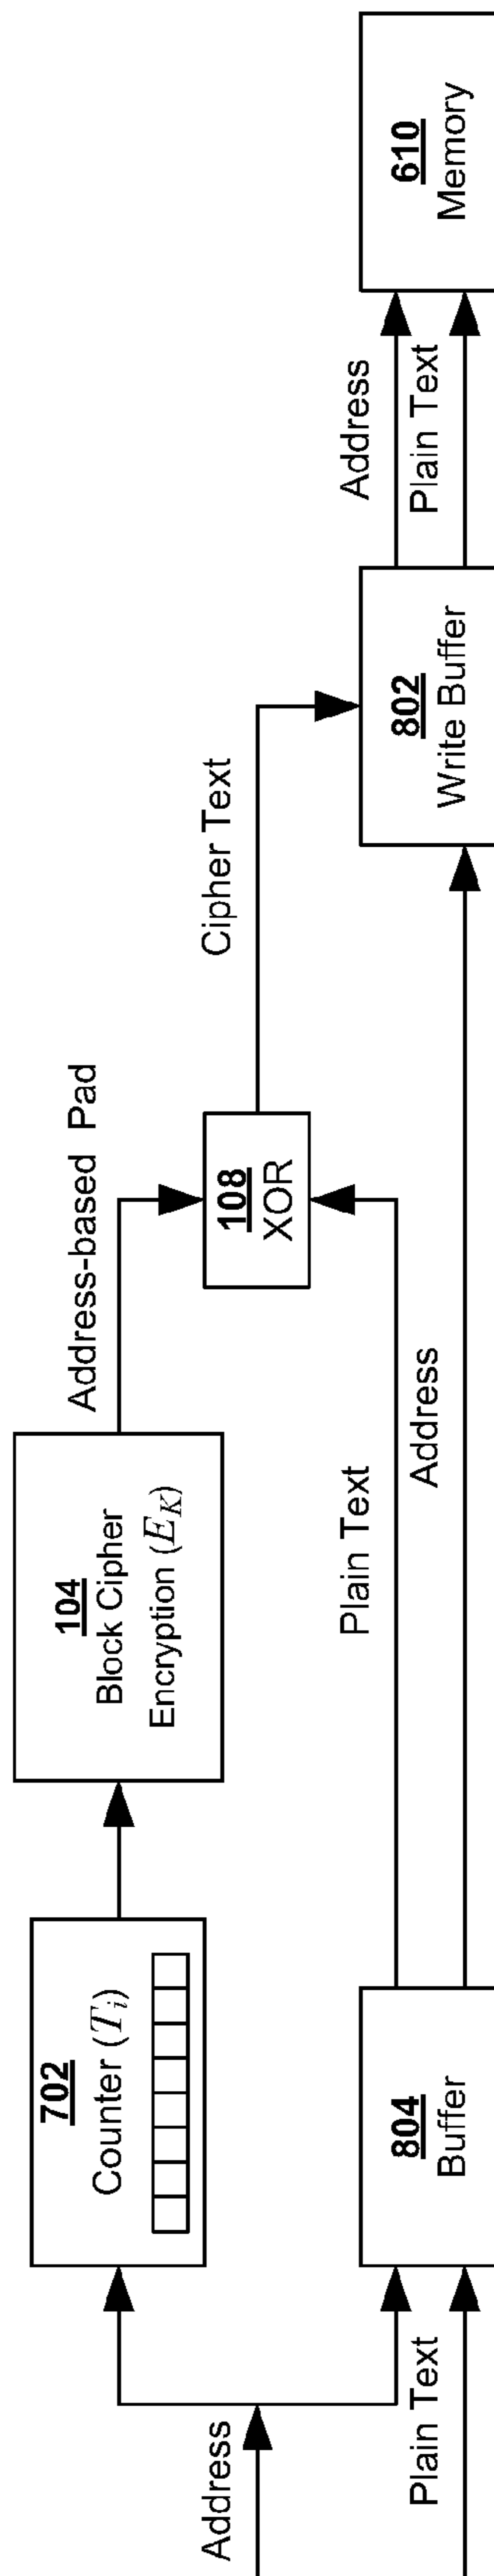 Address
Plain Text
702
Counter (T_i)
804
Buffer
104
Block Cipher
Encryption (E_K)
Address-based Pad
Plain Text
Address
108
XOR
Cipher Text
802
Write Buffer
Address
Plain Text
610
Memory